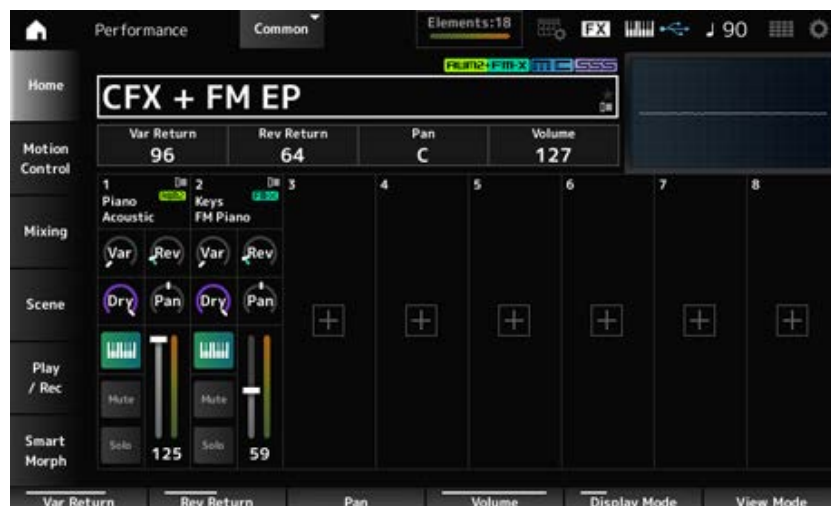 Performance
Common
Elements:18
FX
90
Home
AWM2+FM-X MC SSS
CFX + FM EP
Var Return
Rev Return
Pan
Volume
96
64
C
127
Motion
Control
Mixing
Scene
Play
/ Rec
Smart
Morph
1
Piano
Acoustic
2
Keys
FM Piano
3
4
5
6
7
8
Var
Rev
Var
Rev
Dry
Pan
Dry
Pan
Mute
Mute
Solo
125
Solo
59
Var Return
Rev Return
Pan
Volume
Display Mode
View Mode